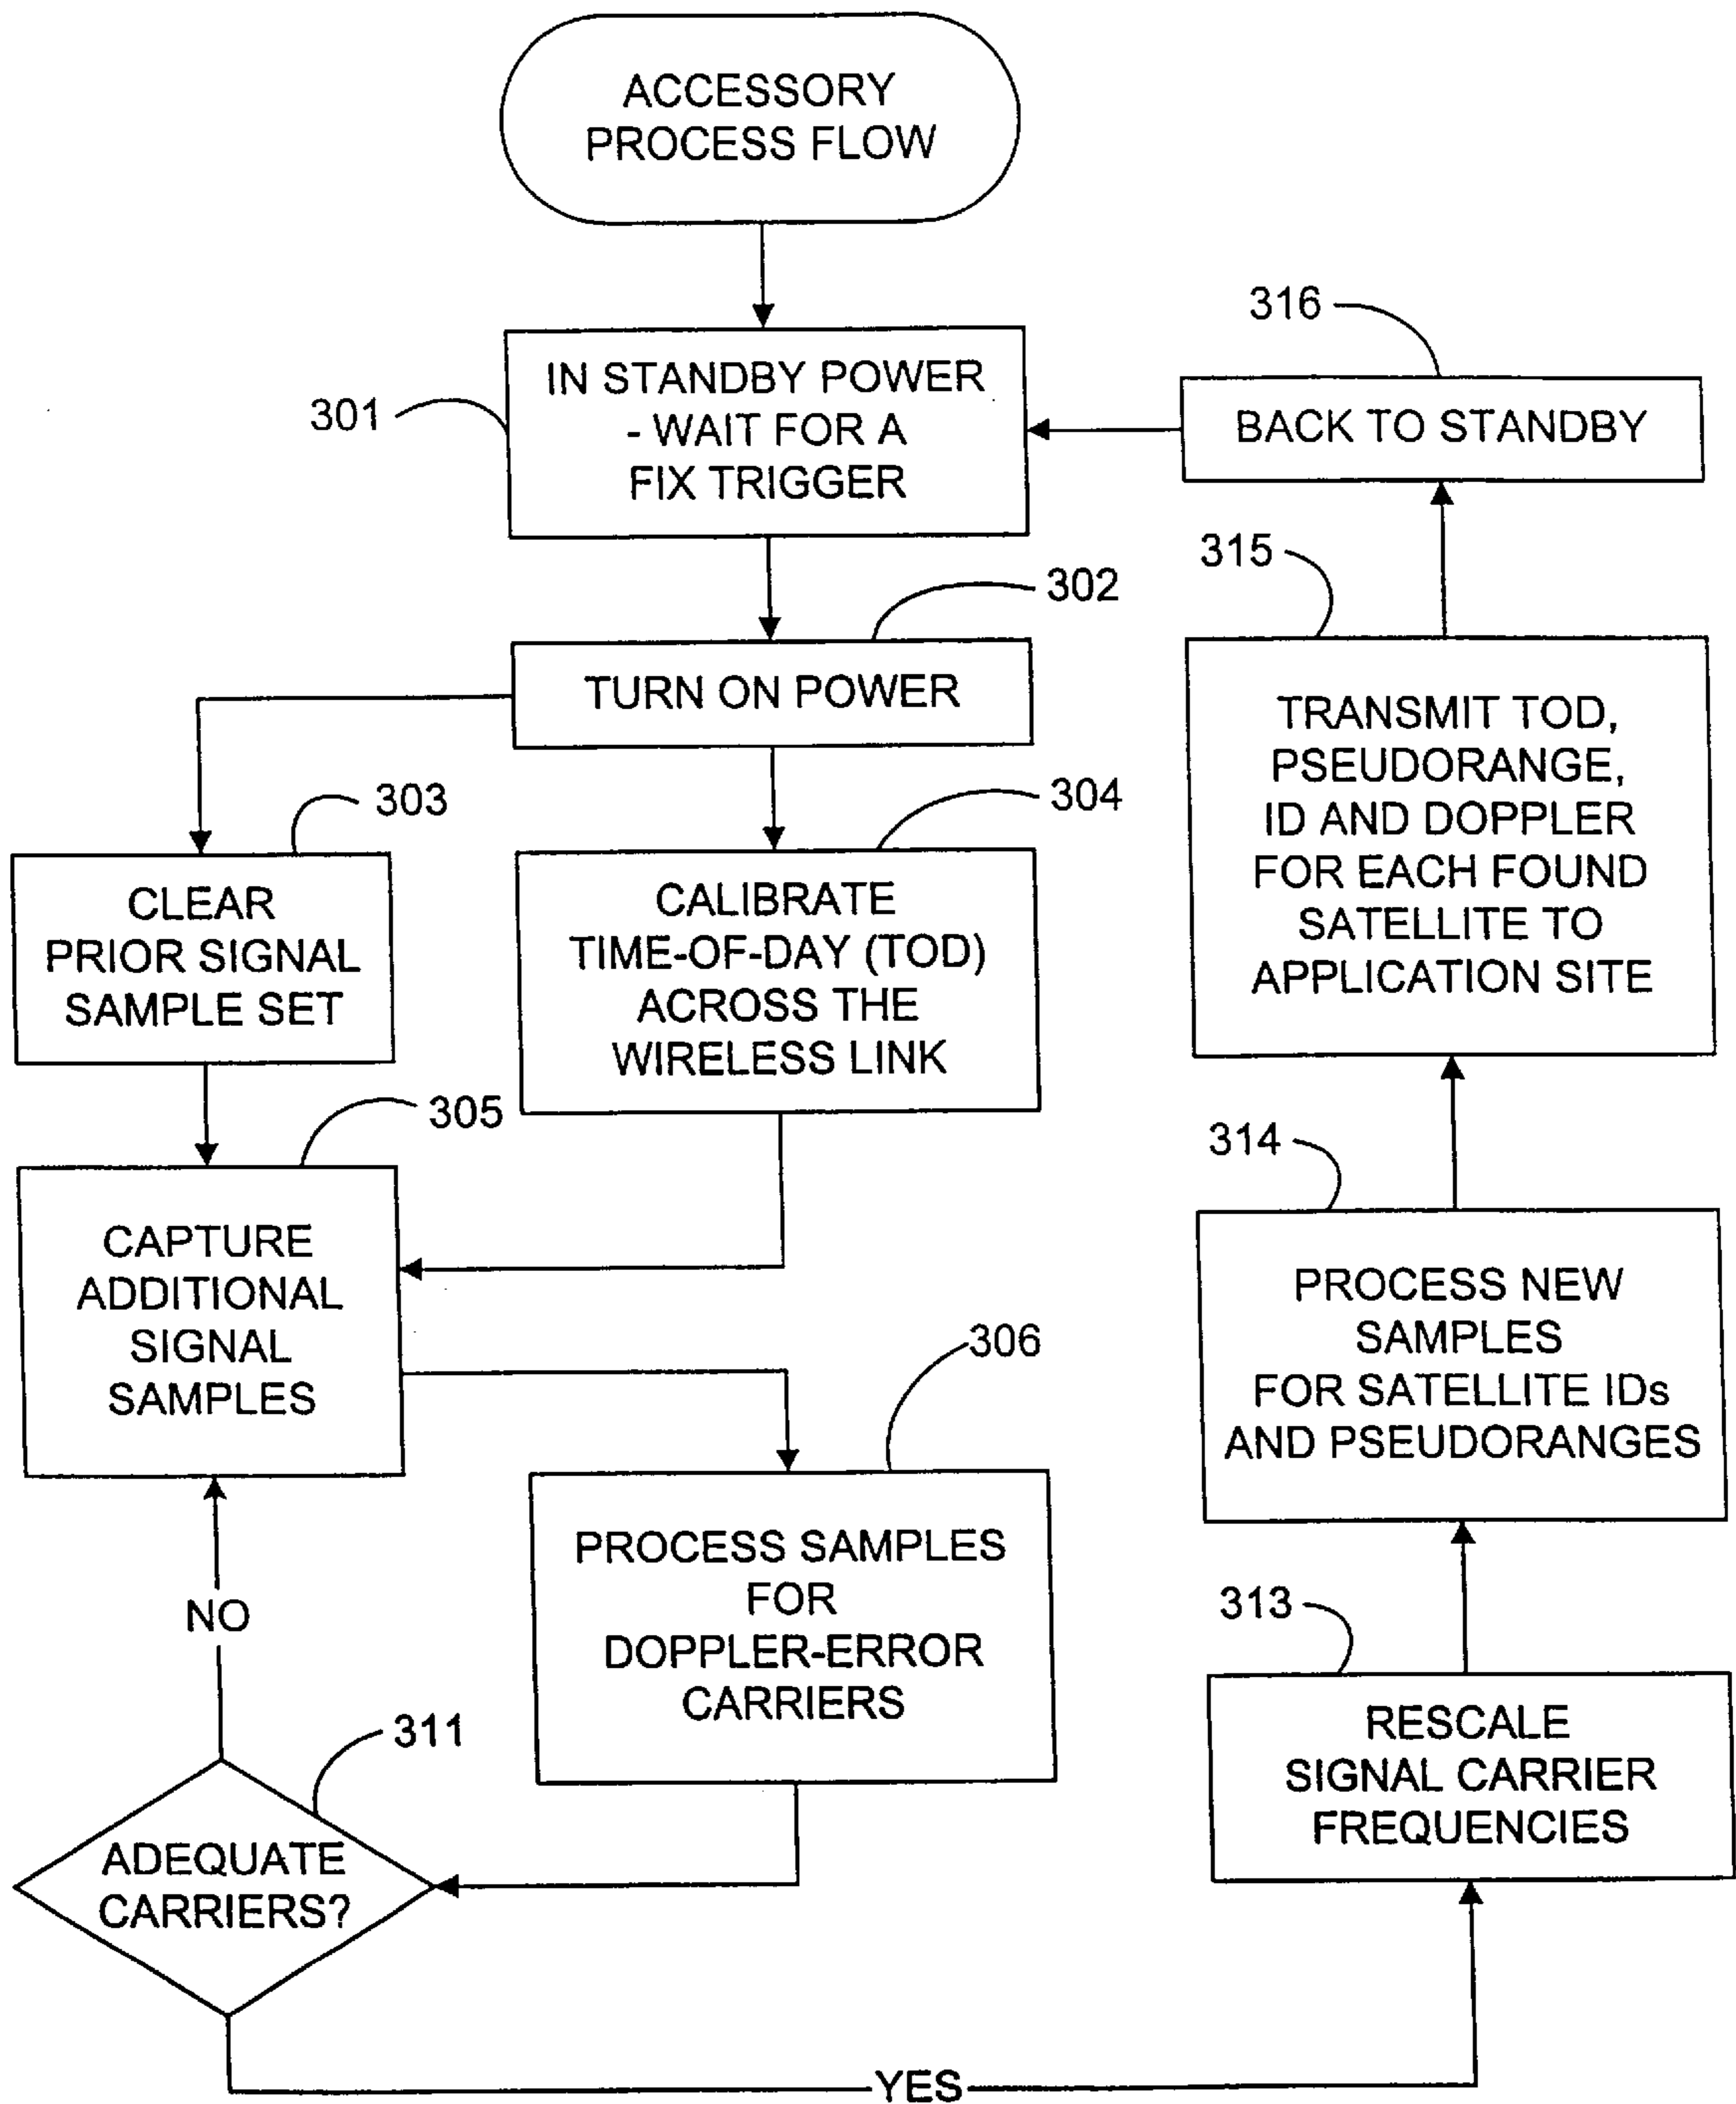 ACCESSORY
PROCESS FLOW
316
IN STANDBY POWER
- WAIT FOR A
FIX TRIGGER
301
BACK TO STANDBY
315
302
TURN ON POWER
TRANSMIT TOD,
PSEUDORANGE,
ID AND DOPPLER
FOR EACH FOUND
SATELLITE TO
APPLICATION SITE
303
304
CLEAR
PRIOR SIGNAL
SAMPLE SET
CALIBRATE
TIME-OF-DAY (TOD)
ACROSS THE
WIRELESS LINK
305
314
CAPTURE
ADDITIONAL
SIGNAL
SAMPLES
PROCESS NEW
SAMPLES
FOR SATELLITE IDs
AND PSEUDORANGES
306
PROCESS SAMPLES
FOR
DOPPLER-ERROR
CARRIERS
NO
313
RESCALE
SIGNAL CARRIER
FREQUENCIES
311
ADEQUATE
CARRIERS?
YES